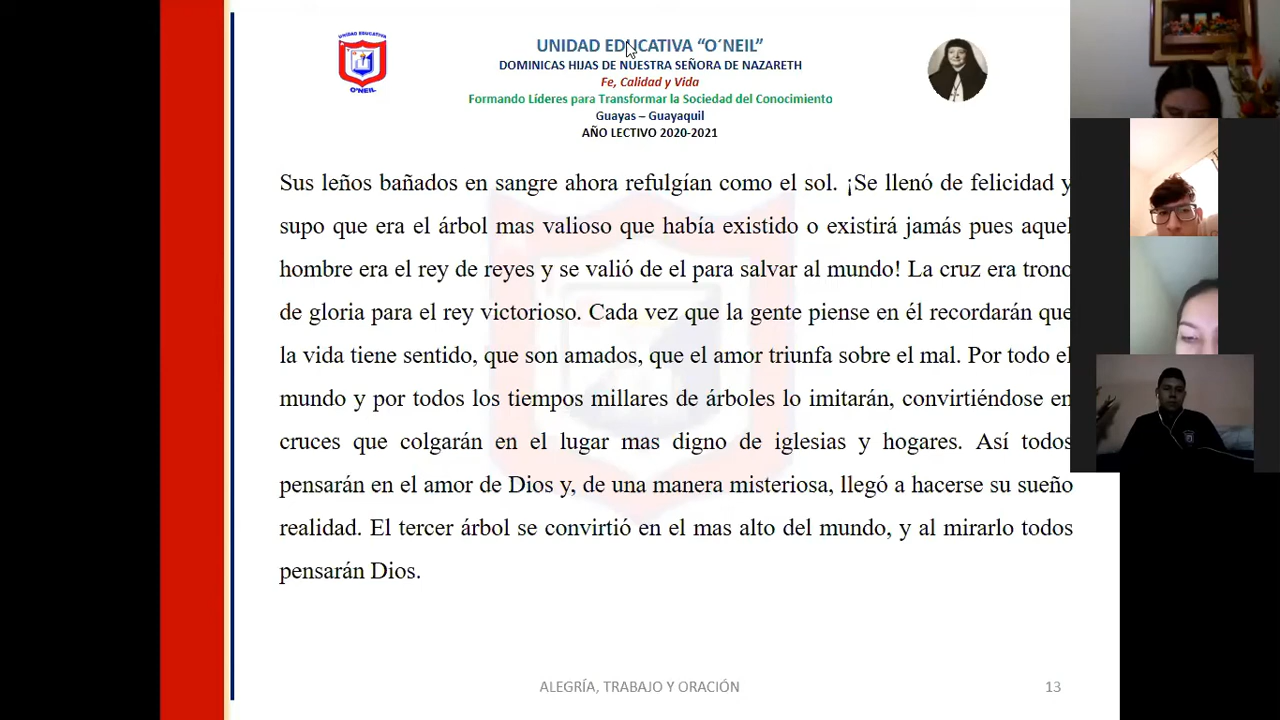 UNIDAD EDUCATIVA
O'NEIL
UNIDAD EDUCATIVA “O´NEIL”
DOMINICAS HIJAS DE NUESTRA SEÑORA DE NAZARETH
Fe, Calidad y Vida
Formando Líderes para Transformar la Sociedad del Conocimiento
Guayas – Guayaquil
AÑO LECTIVO 2020-2021
Sus leños bañados en sangre ahora refulgían como el sol. ¡Se llenó de felicidad y
supo que era el árbol mas valioso que había existido o existirá jamás pues aquel
hombre era el rey de reyes y se valió de el para salvar al mundo! La cruz era trono
de gloria para el rey victorioso. Cada vez que la gente piense en él recordarán que
la vida tiene sentido, que son amados, que el amor triunfa sobre el mal. Por todo el
mundo y por todos los tiempos millares de árboles lo imitarán, convirtiéndose en
cruces que colgarán en el lugar mas digno de iglesias y hogares. Así todos
pensarán en el amor de Dios y, de una manera misteriosa, llegó a hacerse su sueño
realidad. El tercer árbol se convirtió en el mas alto del mundo, y al mirarlo todos
pensarán Dios.
ALEGRÍA, TRABAJO Y ORACIÓN
13